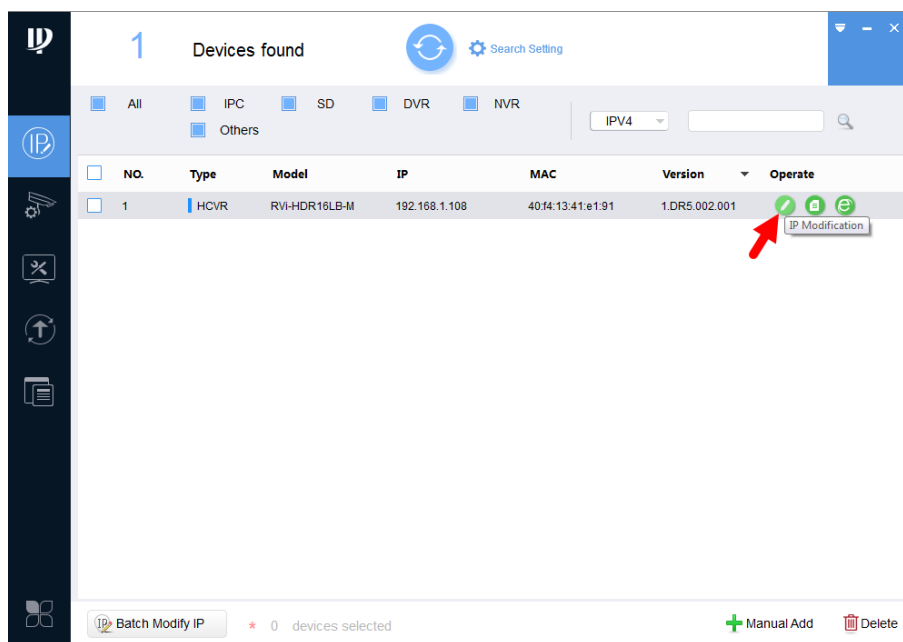 1 Devices found Search Setting
All IPC SD DVR NVR
Others
IPV4
NO. Type Model IP MAC Version Operate
1 HCVR RVi-HDR16LB-M 192.168.1.108 40:f4:13:41:e1:91 1.DR5.002.001
IP Modification
Batch Modify IP * 0 devices selected Manual Add Delete